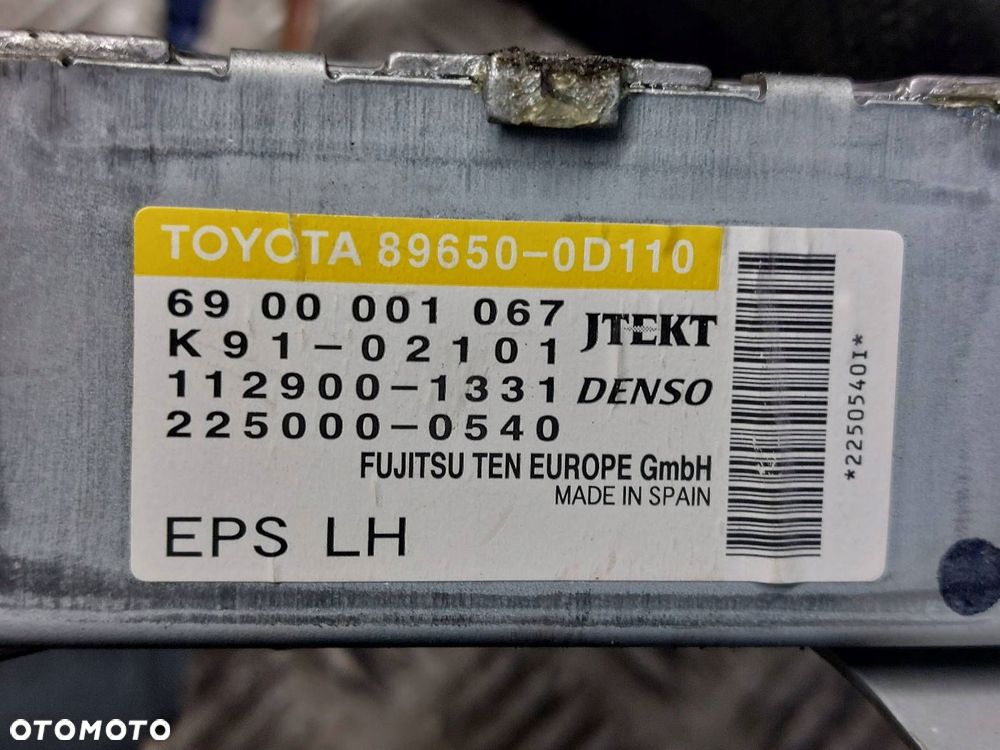 TOYOTA 89650-0D110
69 00 001 067
JTEKT
K 91-02101
112900-1331 DENSO
225000-0540
FUJITSU TEN EUROPE GmbH
MADE IN SPAIN
EPS LH
*2250540I*
OTOMOTO